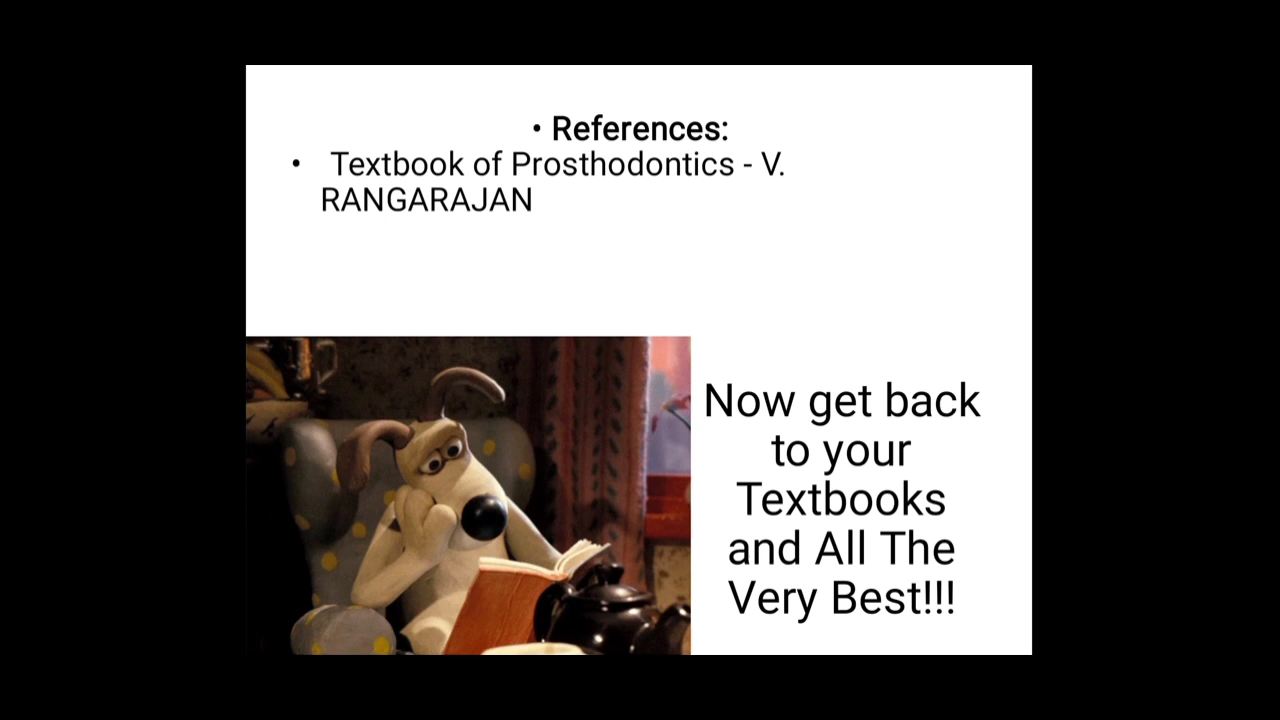 • References:
• Textbook of Prosthodontics - V.
RANGARAJAN
Now get back
to your
Textbooks
and All The
Very Best!!!